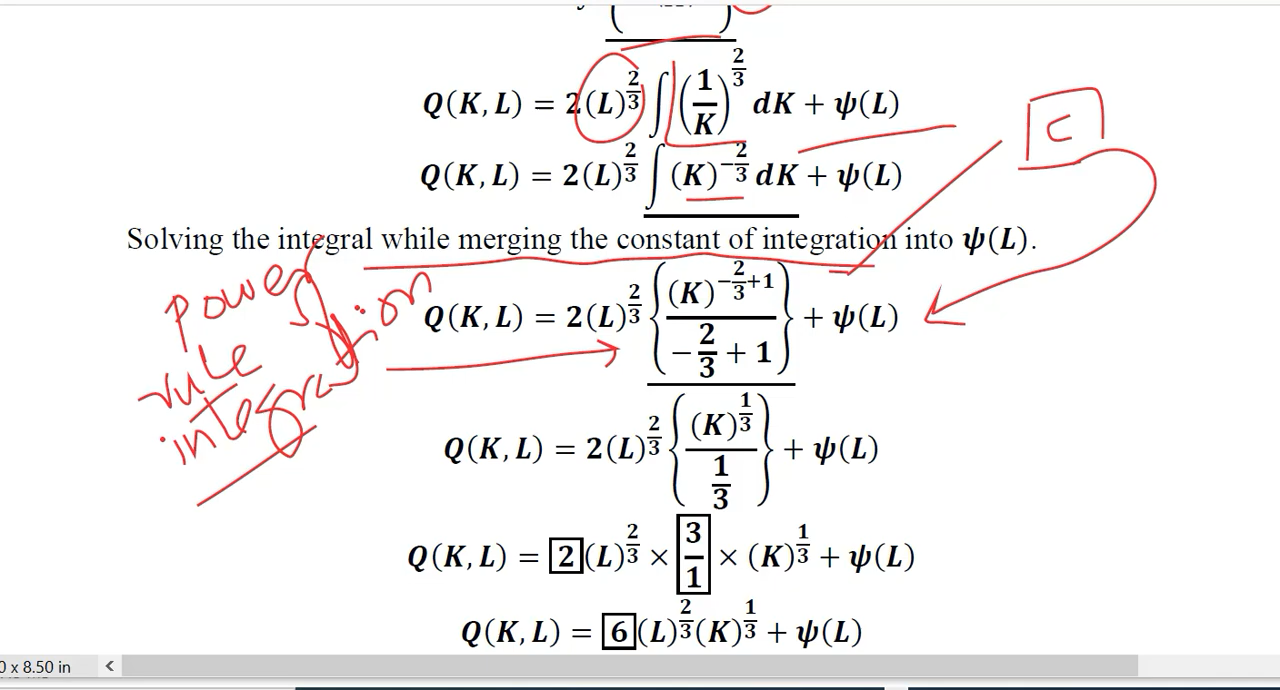 Q(K, L) = 2(L)^{2/3} ∫ (1/K)^{2/3} dK + ψ(L)
C
Q(K, L) = 2(L)^{2/3} ∫ (K)^{-2/3} dK + ψ(L)
Solving the integral while merging the constant of integration into ψ(L).
power
rule of
integration
Q(K, L) = 2(L)^{2/3} {(K)^{-2/3+1} / (-2/3 + 1)} + ψ(L)
Q(K, L) = 2(L)^{2/3} {(K)^{1/3} / (1/3)} + ψ(L)
Q(K, L) = 2(L)^{2/3} × 3/1 × (K)^{1/3} + ψ(L)
Q(K, L) = 6(L)^{2/3}(K)^{1/3} + ψ(L)
0 x 8.50 in <